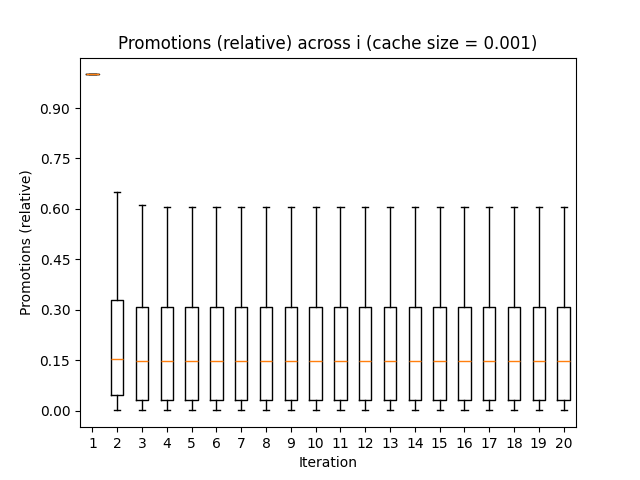 Promotions (relative) across i (cache size = 0.001)
Promotions (relative)
0.90
0.75
0.60
0.45
0.30
0.15
0.00
1 2 3 4 5 6 7 8 9 10 11 12 13 14 15 16 17 18 19 20
Iteration